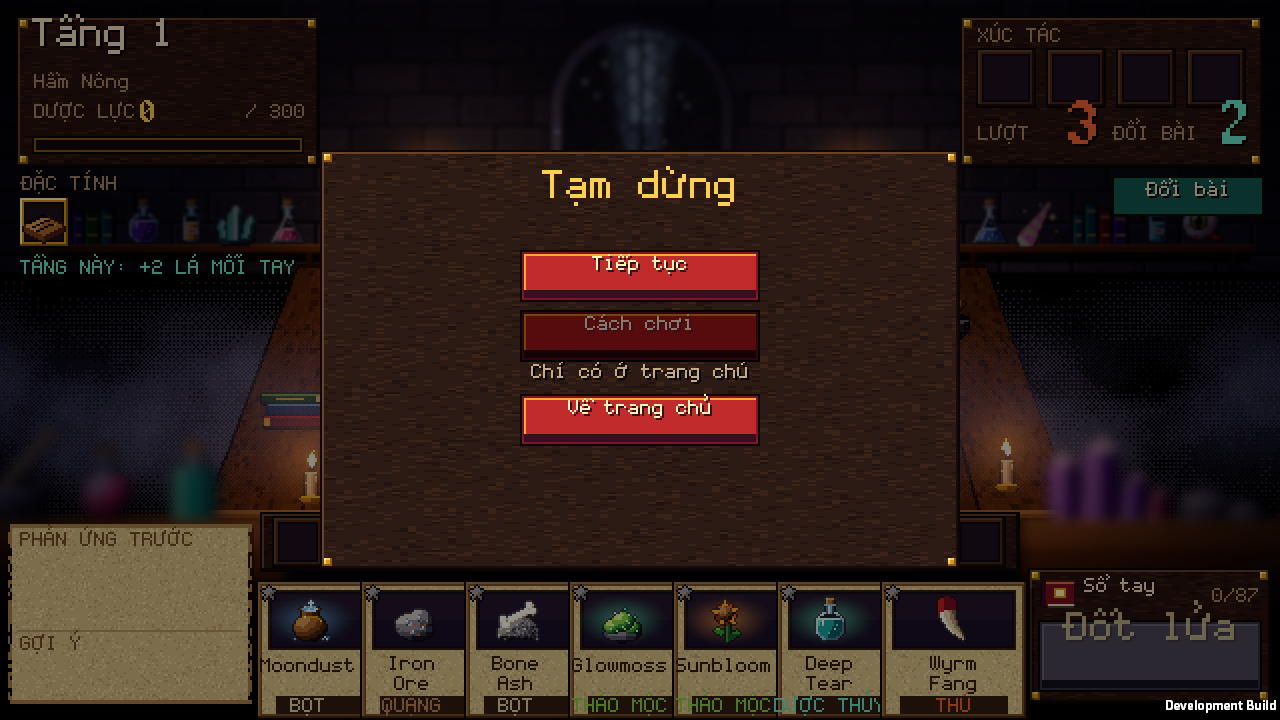 Tầng 1
Hầm Nông
DƯỢC LỰC 0 / 300
ĐẶC TÍNH
TẦNG NÀY: +2 LÁ MỖI TAY
XÚC TÁC
LƯỢT 3 ĐỔI BÀI 2
Đổi bài
Tạm dừng
Tiếp tục
Cách chơi
Chỉ có ở trang chủ
Về trang chủ
PHẢN ỨNG TRƯỚC
GỢI Ý
Moondust
BỘT
Iron
Ore
QUẶNG
Bone
Ash
BỘT
Glowmoss
THẢO MỘC
Sunbloom
THẢO MỘC
Deep
Tear
DƯỢC THỦY
Wyrm
Fang
THÚ
Sổ tay
0/87
Đốt lửa
Development Build